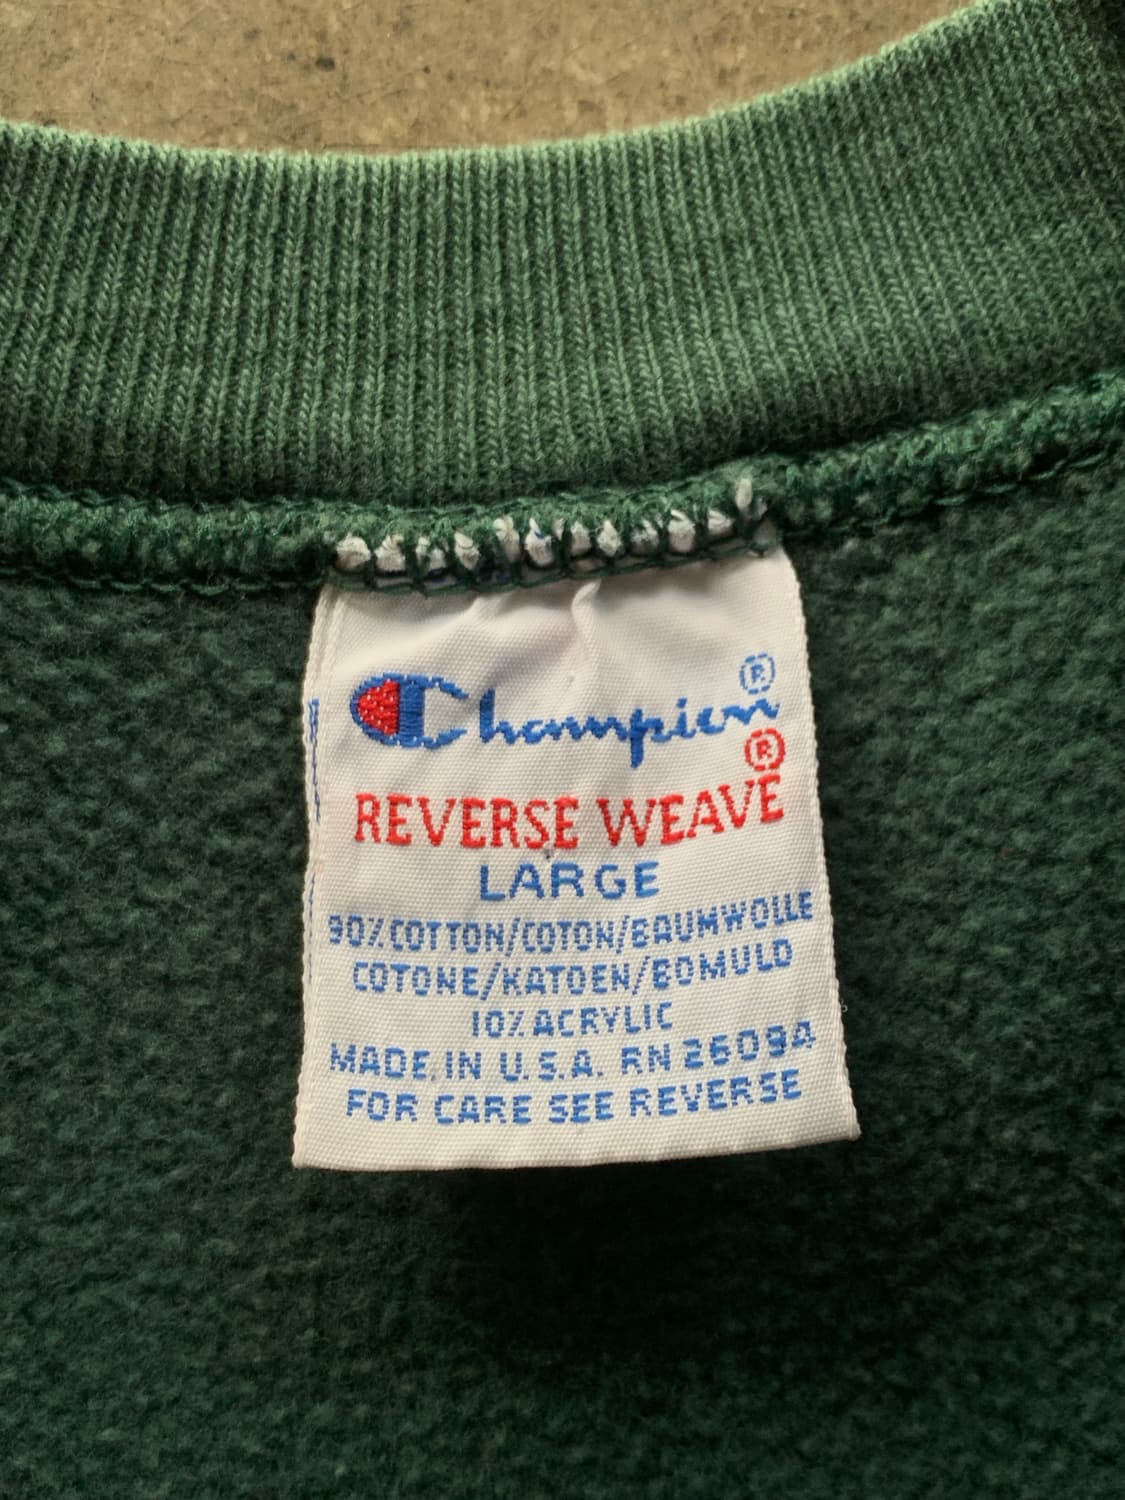 Champion®
REVERSE WEAVE®
LARGE
90% COTTON/COTON/BAUMWOLLE
COTONE/KATOEN/BOMULD
10% ACRYLIC
MADE IN U.S.A. RN 26094
FOR CARE SEE REVERSE